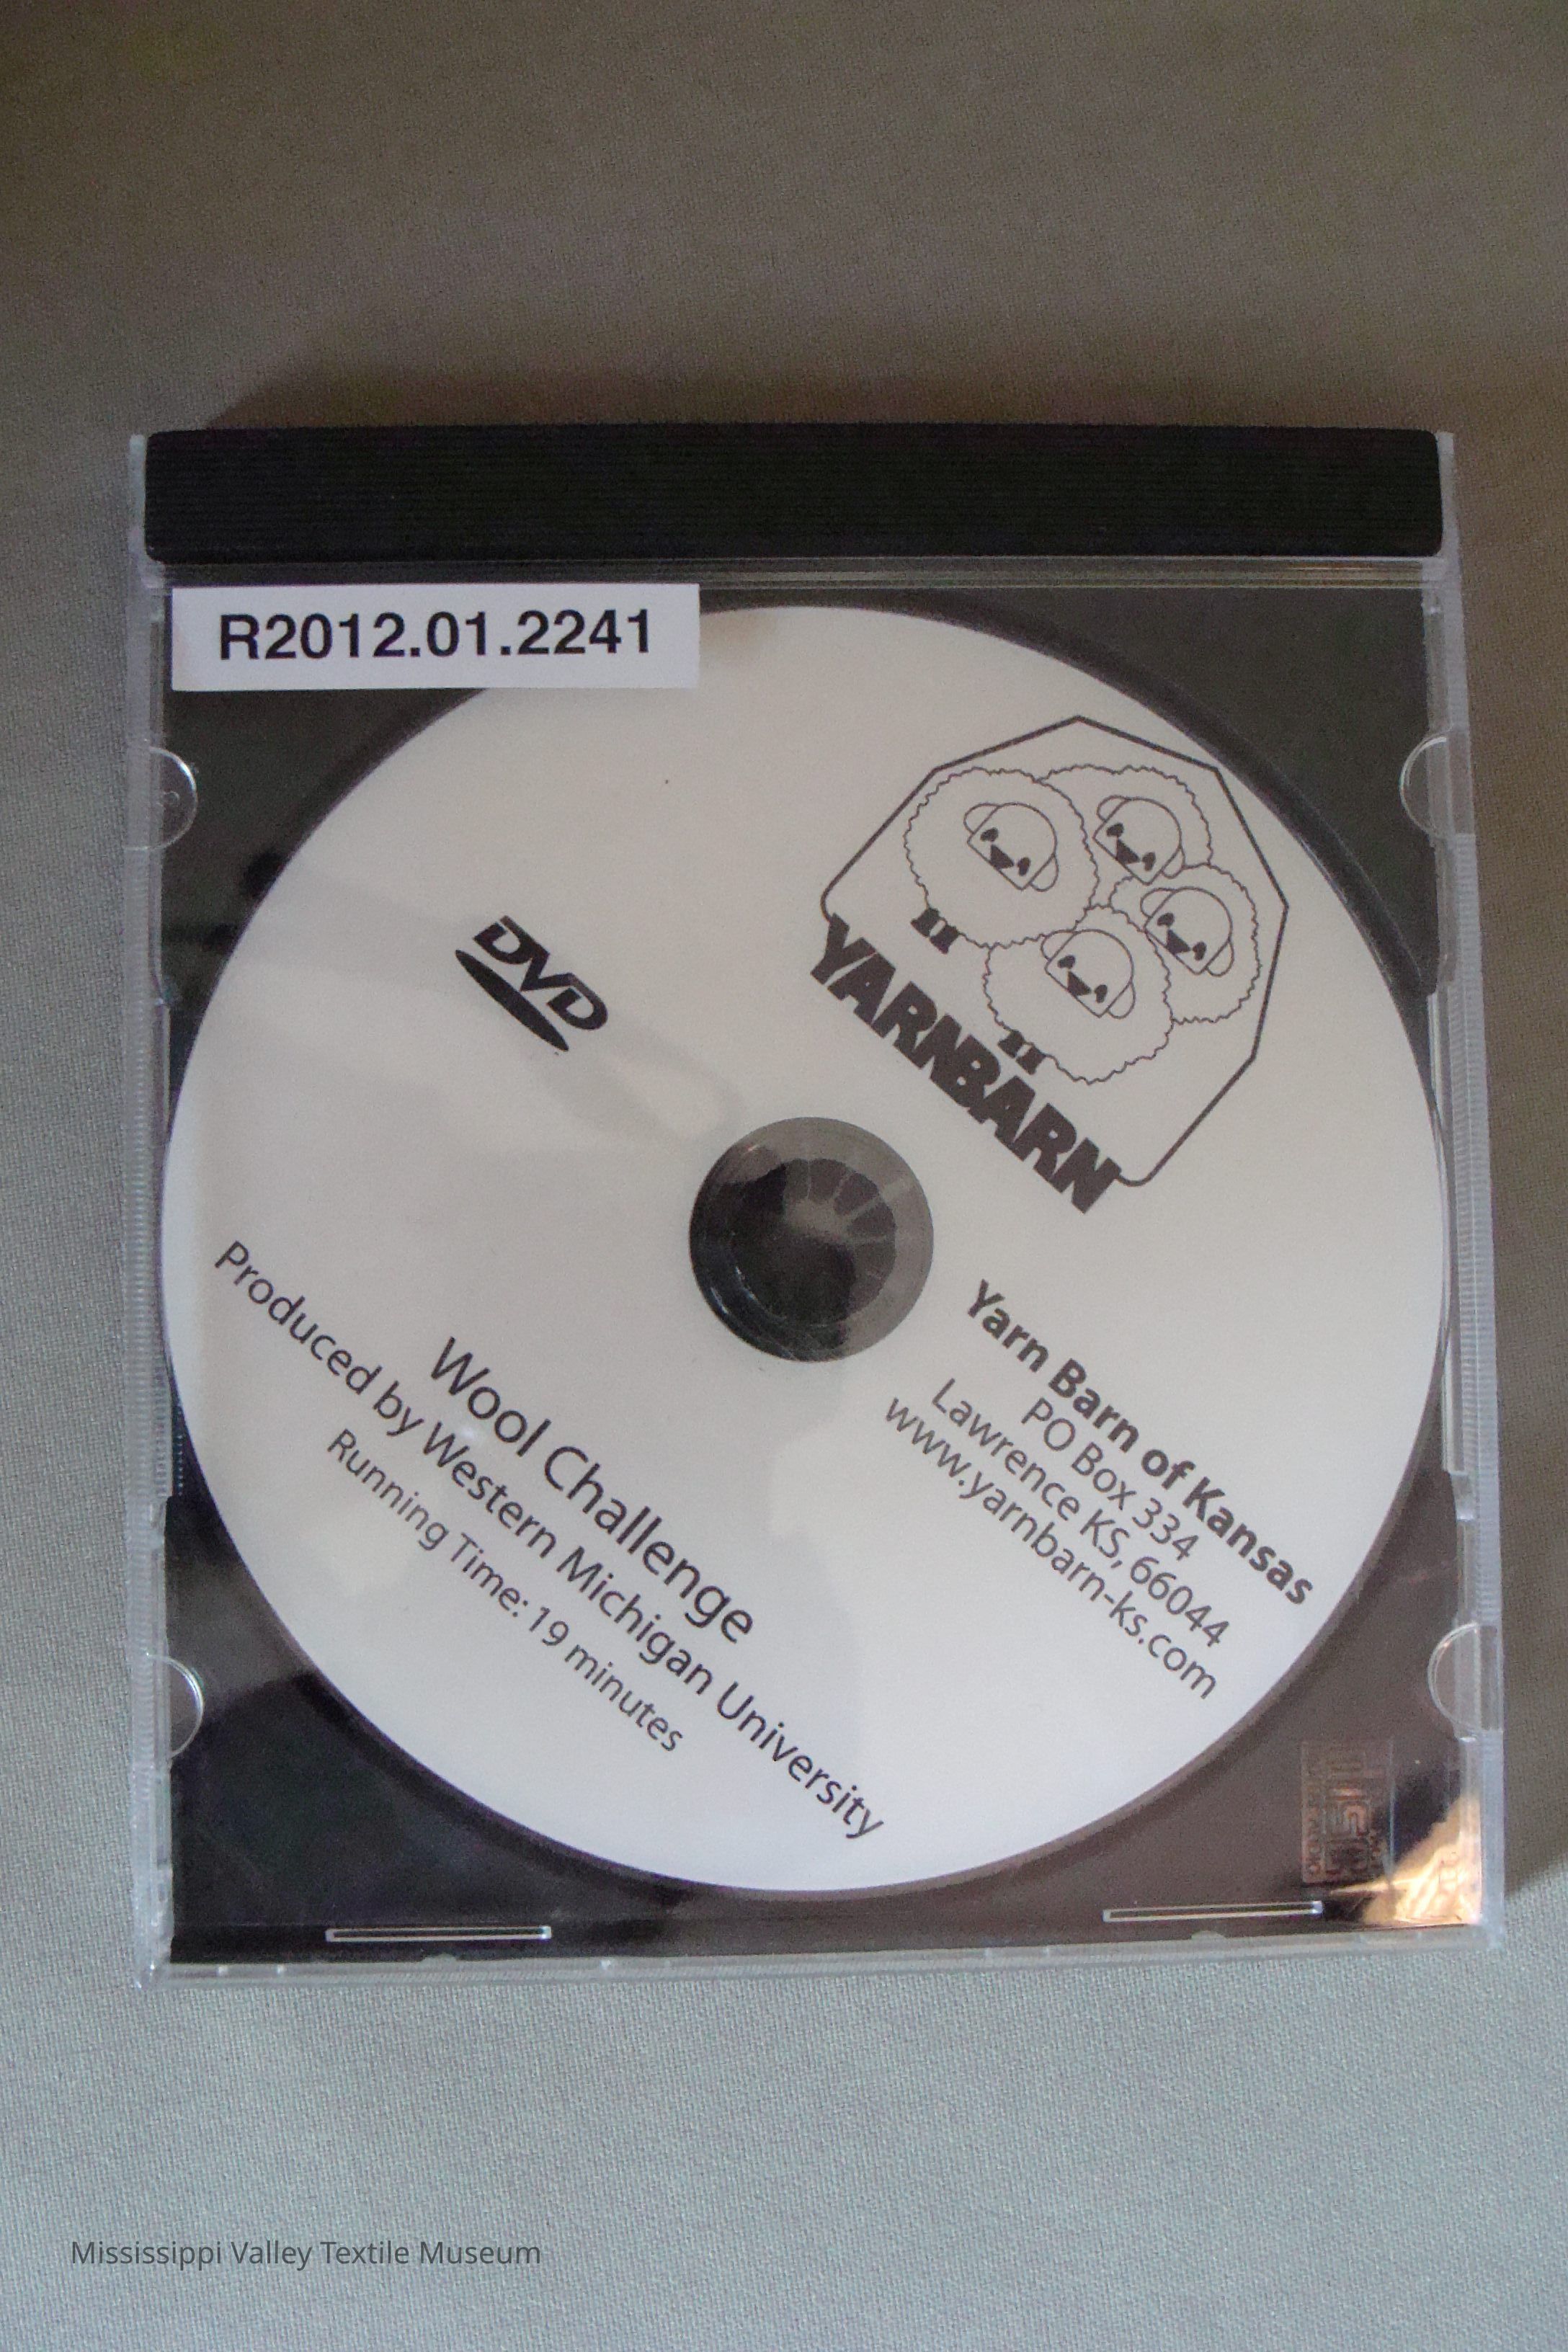 R2012.01.2241
DVD
YARNBARN
Wool Challenge
Produced by Western Michigan University
Running Time: 19 minutes
Yarn Barn of Kansas
PO Box 334
Lawrence KS, 66044
www.yarnbarn-ks.com
Mississippi Valley Textile Museum